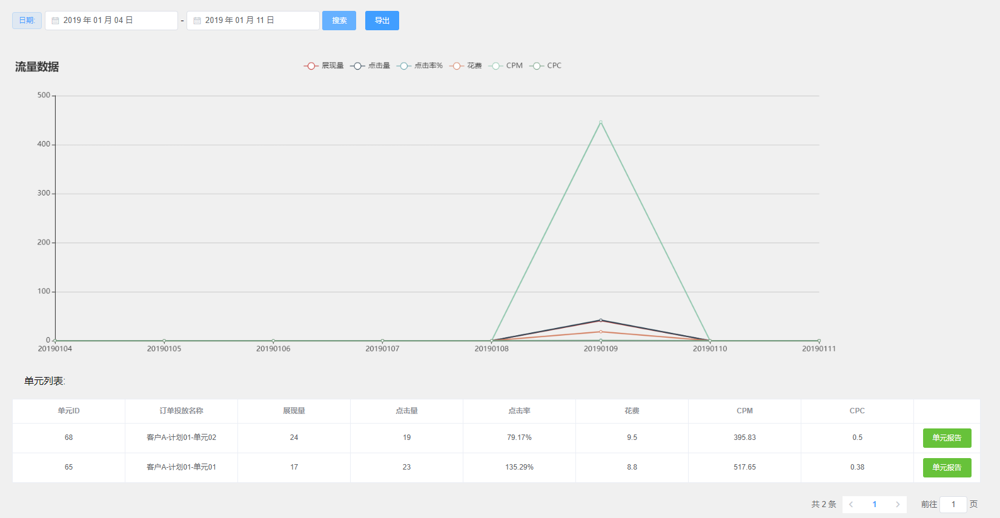 日期: 2019 年 01 月 04 日 - 2019 年 01 月 11 日 搜索 导出
流量数据
展现量 点击量 点击率% 花费 CPM CPC
500
400
300
200
100
0
20190104 20190105 20190106 20190107 20190108 20190109 20190110 20190111
单元列表:
单元ID 订单投放名称 展现量 点击量 点击率 花费 CPM CPC
68 客户A-计划01-单元02 24 19 79.17% 9.5 395.83 0.5 单元报告
65 客户A-计划01-单元01 17 23 135.29% 8.8 517.65 0.38 单元报告
共 2 条 1 前往 1 页